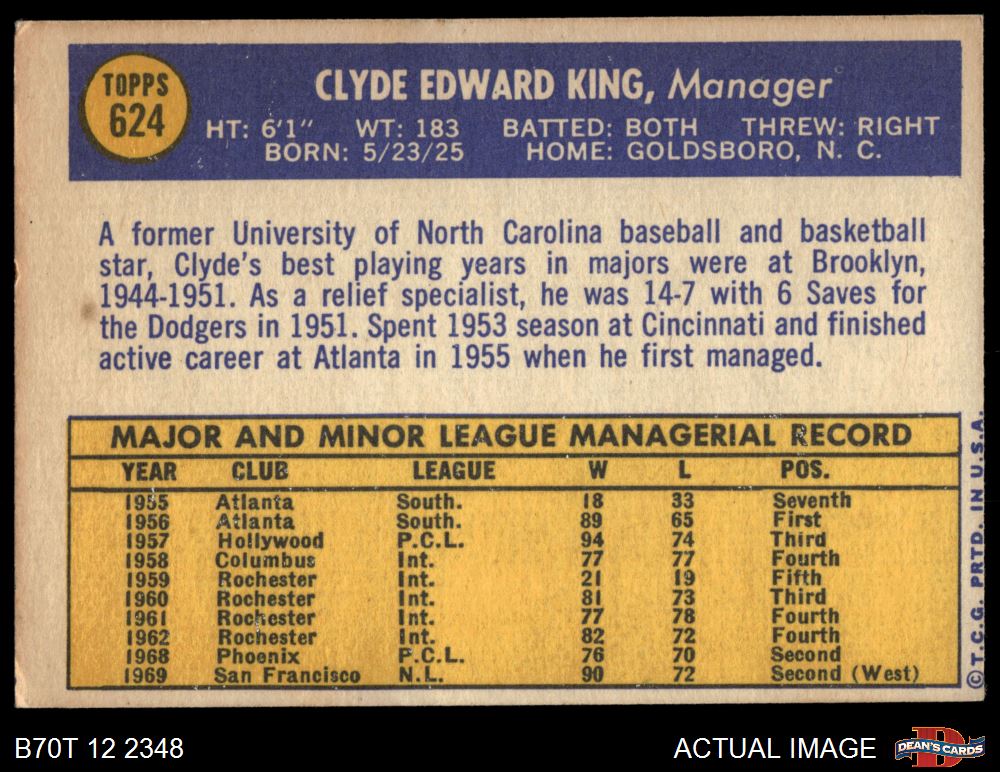 TOPPS
624
CLYDE EDWARD KING, Manager
HT: 6'1" WT: 183 BATTED: BOTH THREW: RIGHT
BORN: 5/23/25 HOME: GOLDSBORO, N. C.
A former University of North Carolina baseball and basketball
star, Clyde's best playing years in majors were at Brooklyn,
1944-1951. As a relief specialist, he was 14-7 with 6 Saves for
the Dodgers in 1951. Spent 1953 season at Cincinnati and finished
active career at Atlanta in 1955 when he first managed.
MAJOR AND MINOR LEAGUE MANAGERIAL RECORD
YEAR CLUB LEAGUE W L POS.
1955 Atlanta South. 18 33 Seventh
1956 Atlanta South. 89 65 First
1957 Hollywood P.C.L. 94 74 Third
1958 Columbus Int. 77 77 Fourth
1959 Rochester Int. 21 19 Fifth
1960 Rochester Int. 81 73 Third
1961 Rochester Int. 77 78 Fourth
1962 Rochester Int. 82 72 Fourth
1968 Phoenix P.C.L. 76 70 Second
1969 San Francisco N.L. 90 72 Second (West)
©T.C.G. PRTD. IN U.S.A.
B70T 12 2348
ACTUAL IMAGE
D
DEAN'S CARDS